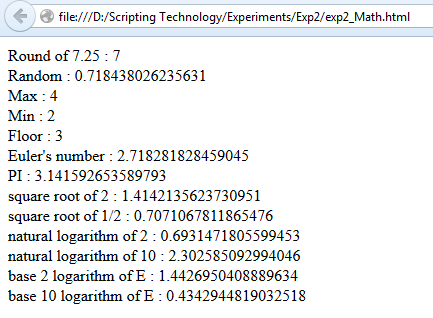 file:///D:/Scripting Technology/Experiments/Exp2/exp2_Math.html
Round of 7.25 : 7
Random : 0.718438026235631
Max : 4
Min : 2
Floor : 3
Euler's number : 2.718281828459045
PI : 3.141592653589793
square root of 2 : 1.4142135623730951
square root of 1/2 : 0.7071067811865476
natural logarithm of 2 : 0.6931471805599453
natural logarithm of 10 : 2.302585092994046
base 2 logarithm of E : 1.4426950408889634
base 10 logarithm of E : 0.4342944819032518